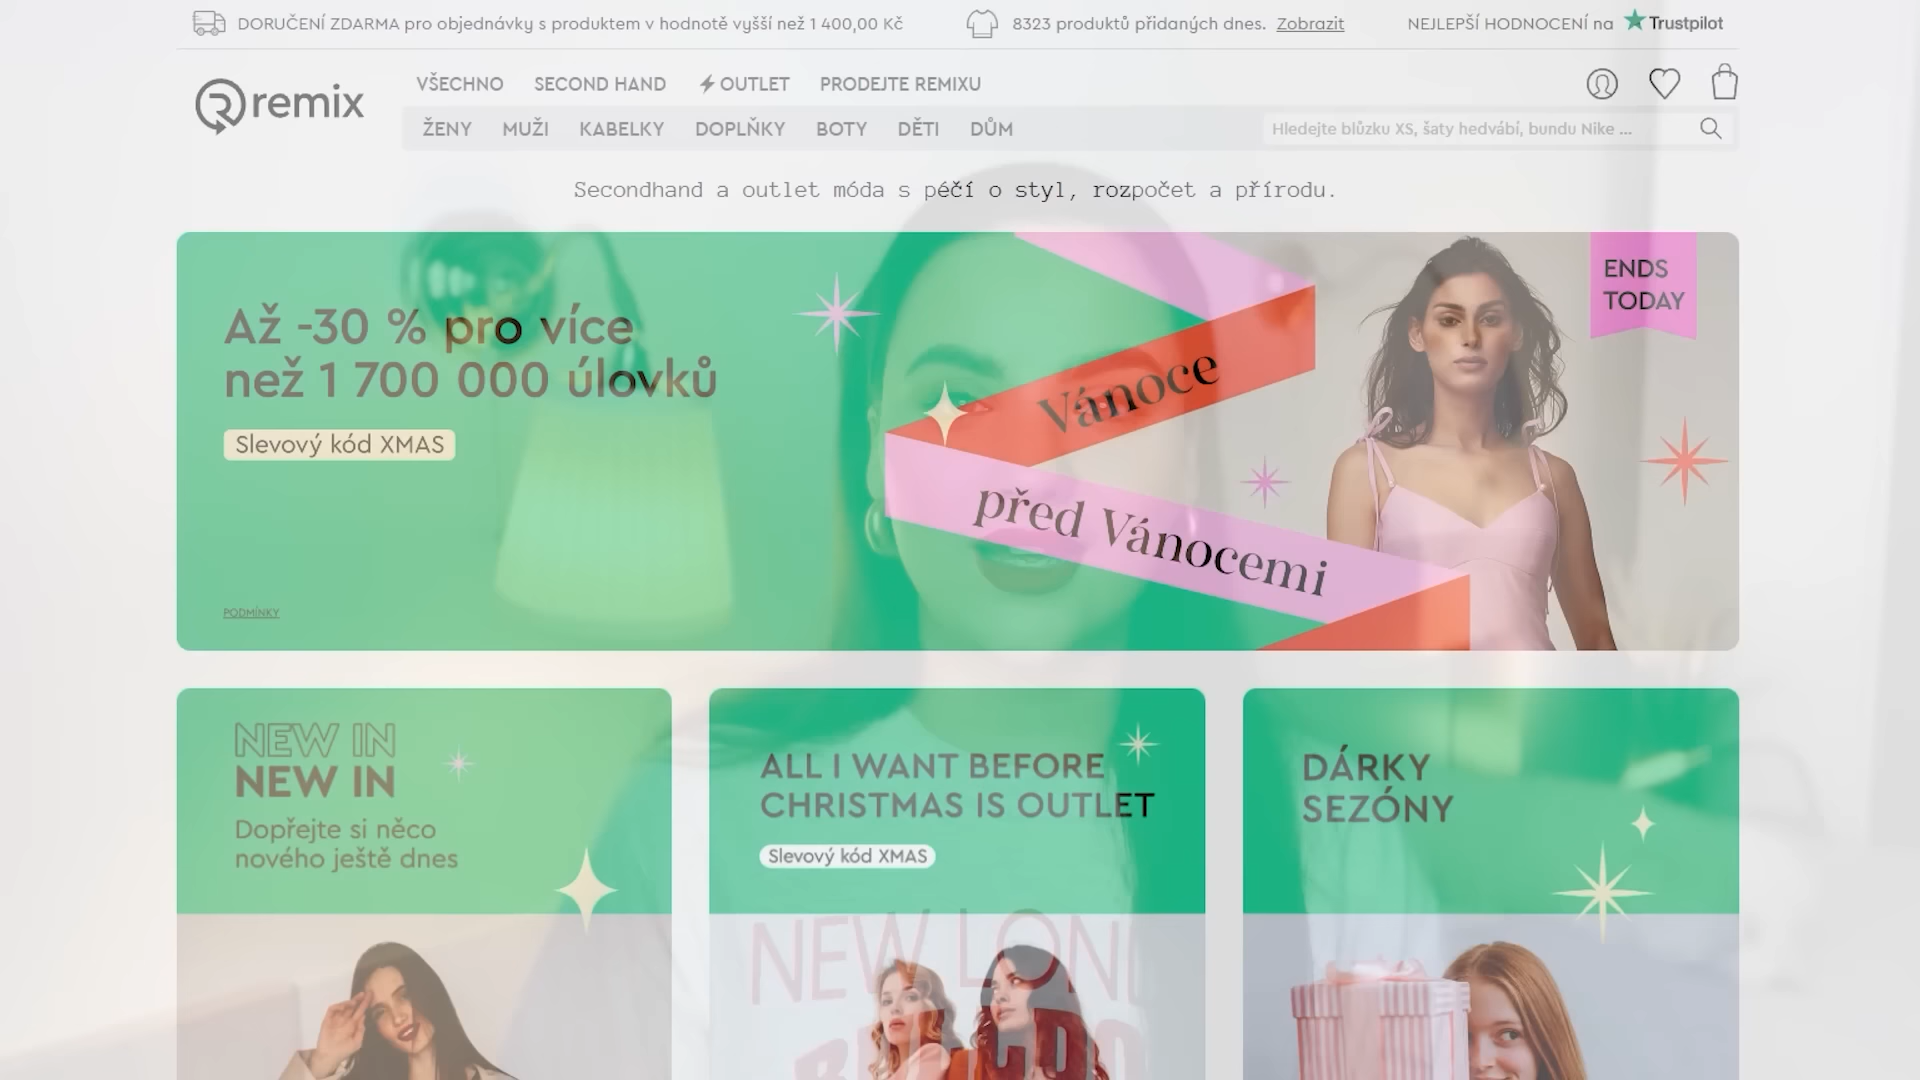 DORUČENÍ ZDARMA pro objednávky s produktem v hodnotě vyšší než 1 400,00 Kč
8323 produktů přidaných dnes. Zobrazit
NEJLEPŠÍ HODNOCENÍ na Trustpilot
remix
VŠECHNO SECOND HAND OUTLET PRODEJTE REMIXU
ŽENY MUŽI KABELKY DOPLŇKY BOTY DĚTI DŮM
Hledejte blůzku XS, šaty hedvábí, bundu Nike ...
Secondhand a outlet móda s péčí o styl, rozpočet a přírodu.
Až -30 % pro více
než 1 700 000 úlovků
Slevový kód XMAS
PODMÍNKY
Vánoce
před Vánocemi
ENDS
TODAY
NEW IN
NEW IN
Dopřejte si něco
nového ještě dnes
ALL I WANT BEFORE
CHRISTMAS IS OUTLET
Slevový kód XMAS
DÁRKY
SEZÓNY
NEW